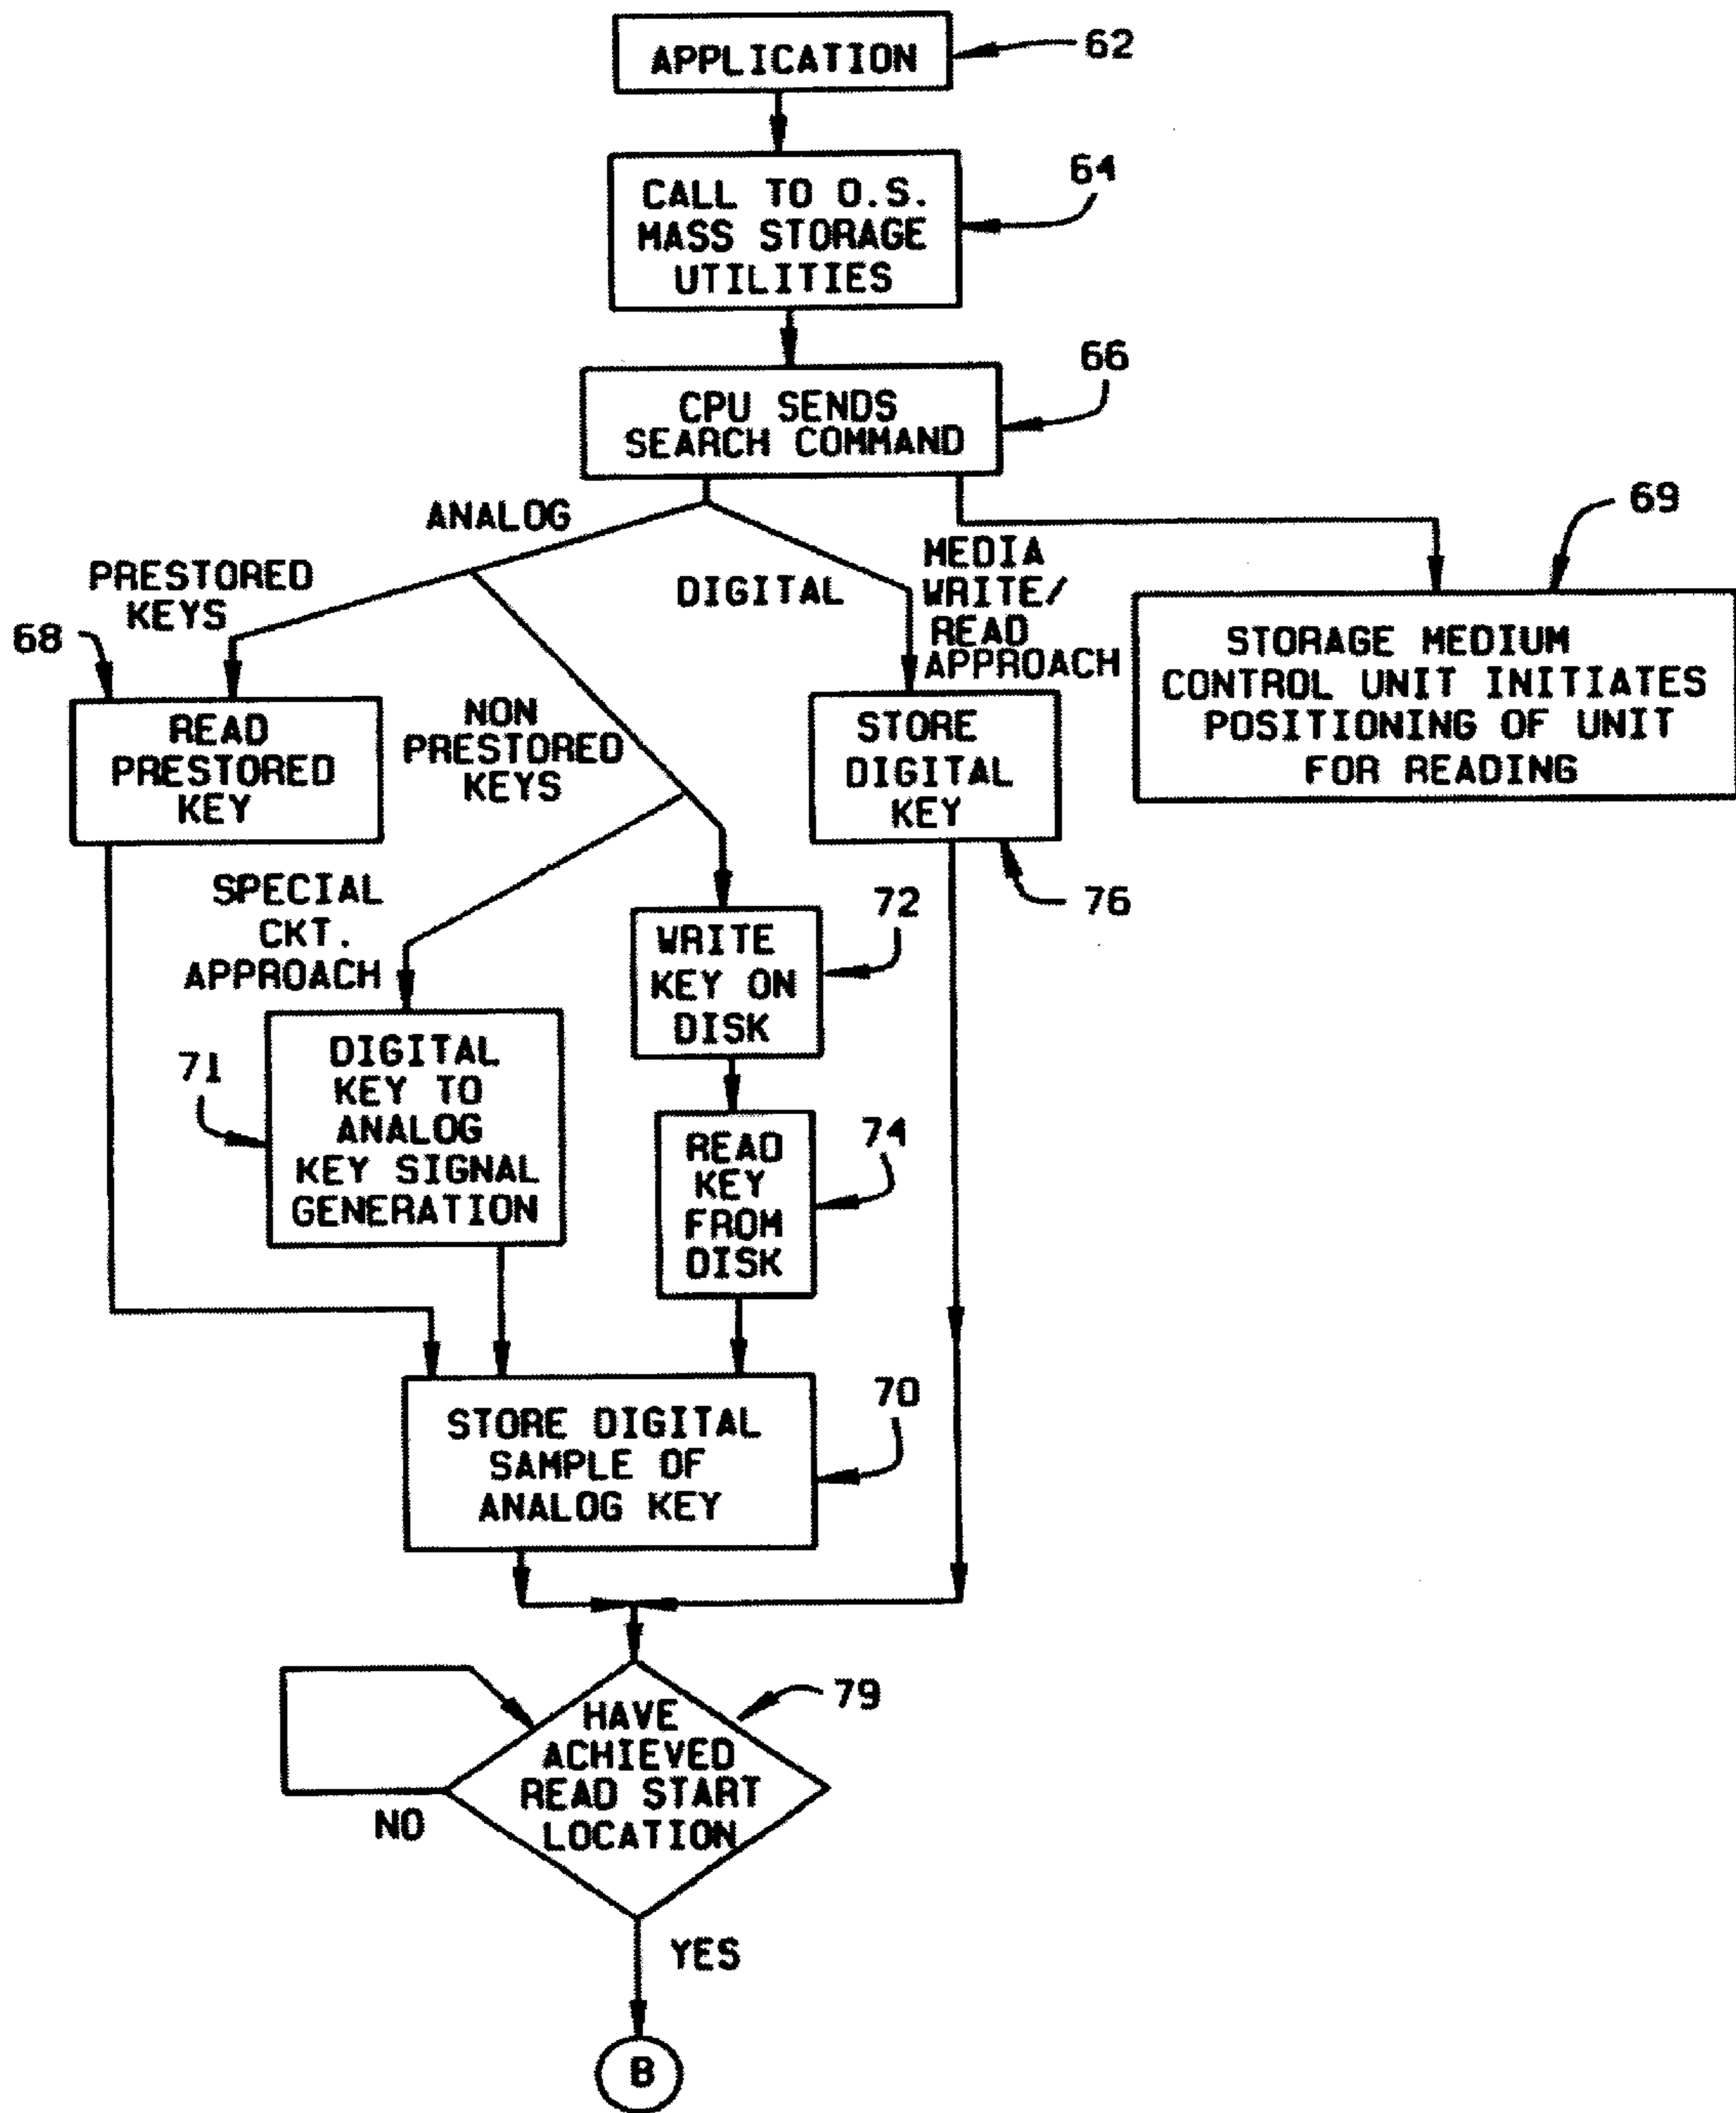 APPLICATION
62
CALL TO O.S.
MASS STORAGE
UTILITIES
64
CPU SENDS
SEARCH COMMAND
66
ANALOG
PRESTORED
KEYS
DIGITAL
MEDIA
WRITE/
READ
APPROACH
69
STORAGE MEDIUM
CONTROL UNIT INITIATES
POSITIONING OF UNIT
FOR READING
68
READ
PRESTORED
KEY
NON
PRESTORED
KEYS
STORE
DIGITAL
KEY
76
SPECIAL
CKT.
APPROACH
72
WRITE
KEY ON
DISK
71
DIGITAL
KEY TO
ANALOG
KEY SIGNAL
GENERATION
74
READ
KEY
FROM
DISK
70
STORE DIGITAL
SAMPLE OF
ANALOG KEY
79
HAVE
ACHIEVED
READ START
LOCATION
NO
YES
B